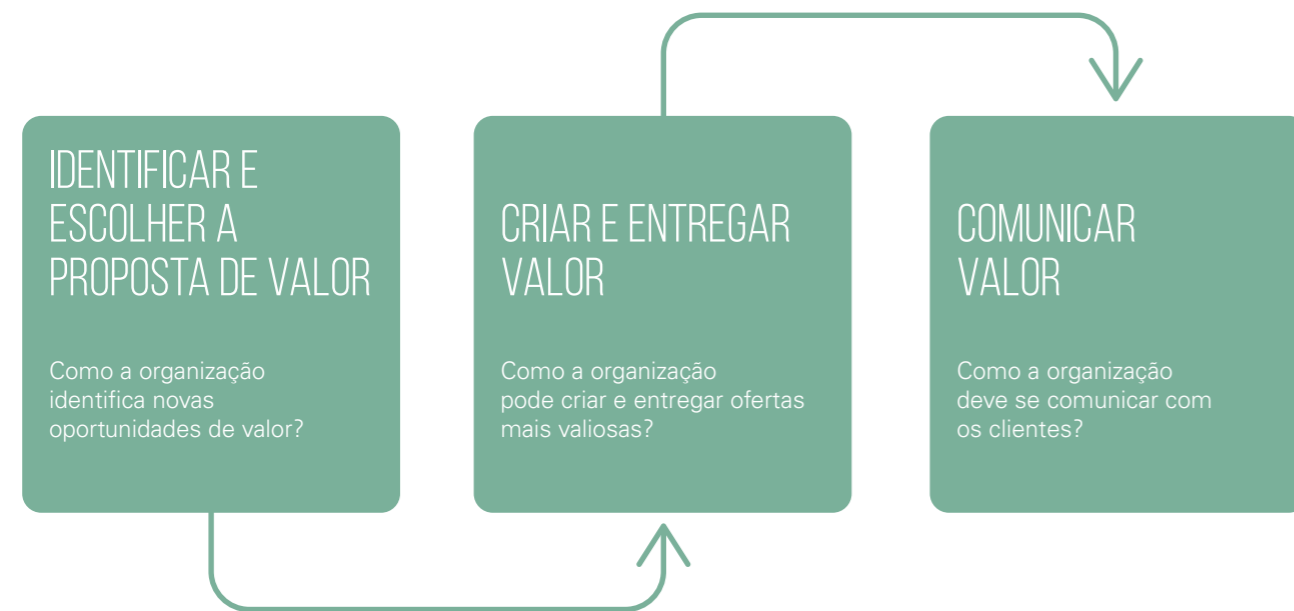 IDENTIFICAR E
ESCOLHER A
PROPOSTA DE VALOR
Como a organização
identifica novas
oportunidades de valor?
CRIAR E ENTREGAR
VALOR
Como a organização
pode criar e entregar ofertas
mais valiosas?
COMUNICAR
VALOR
Como a organização
deve se comunicar com
os clientes?